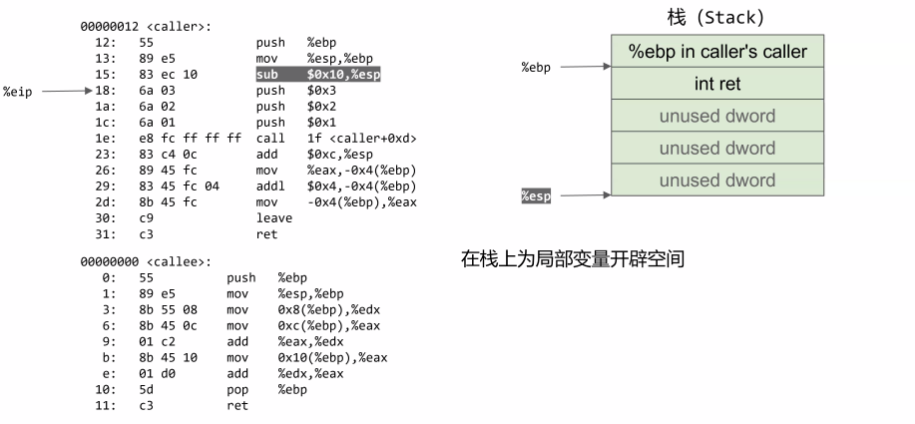 00000012 <caller>:
12: 55 push %ebp
13: 89 e5 mov %esp,%ebp
15: 83 ec 10 sub $0x10,%esp
%eip
18: 6a 03 push $0x3
1a: 6a 02 push $0x2
1c: 6a 01 push $0x1
1e: e8 fc ff ff ff call 1f <caller+0xd>
23: 83 c4 0c add $0xc,%esp
26: 89 45 fc mov %eax,-0x4(%ebp)
29: 83 45 fc 04 addl $0x4,-0x4(%ebp)
2d: 8b 45 fc mov -0x4(%ebp),%eax
30: c9 leave
31: c3 ret
00000000 <callee>:
0: 55 push %ebp
1: 89 e5 mov %esp,%ebp
3: 8b 55 08 mov 0x8(%ebp),%edx
6: 8b 45 0c mov 0xc(%ebp),%eax
9: 01 c2 add %eax,%edx
b: 8b 45 10 mov 0x10(%ebp),%eax
e: 01 d0 add %edx,%eax
10: 5d pop %ebp
11: c3 ret
栈（Stack）
%ebp in caller's caller
%ebp
int ret
unused dword
unused dword
unused dword
%esp
在栈上为局部变量开辟空间